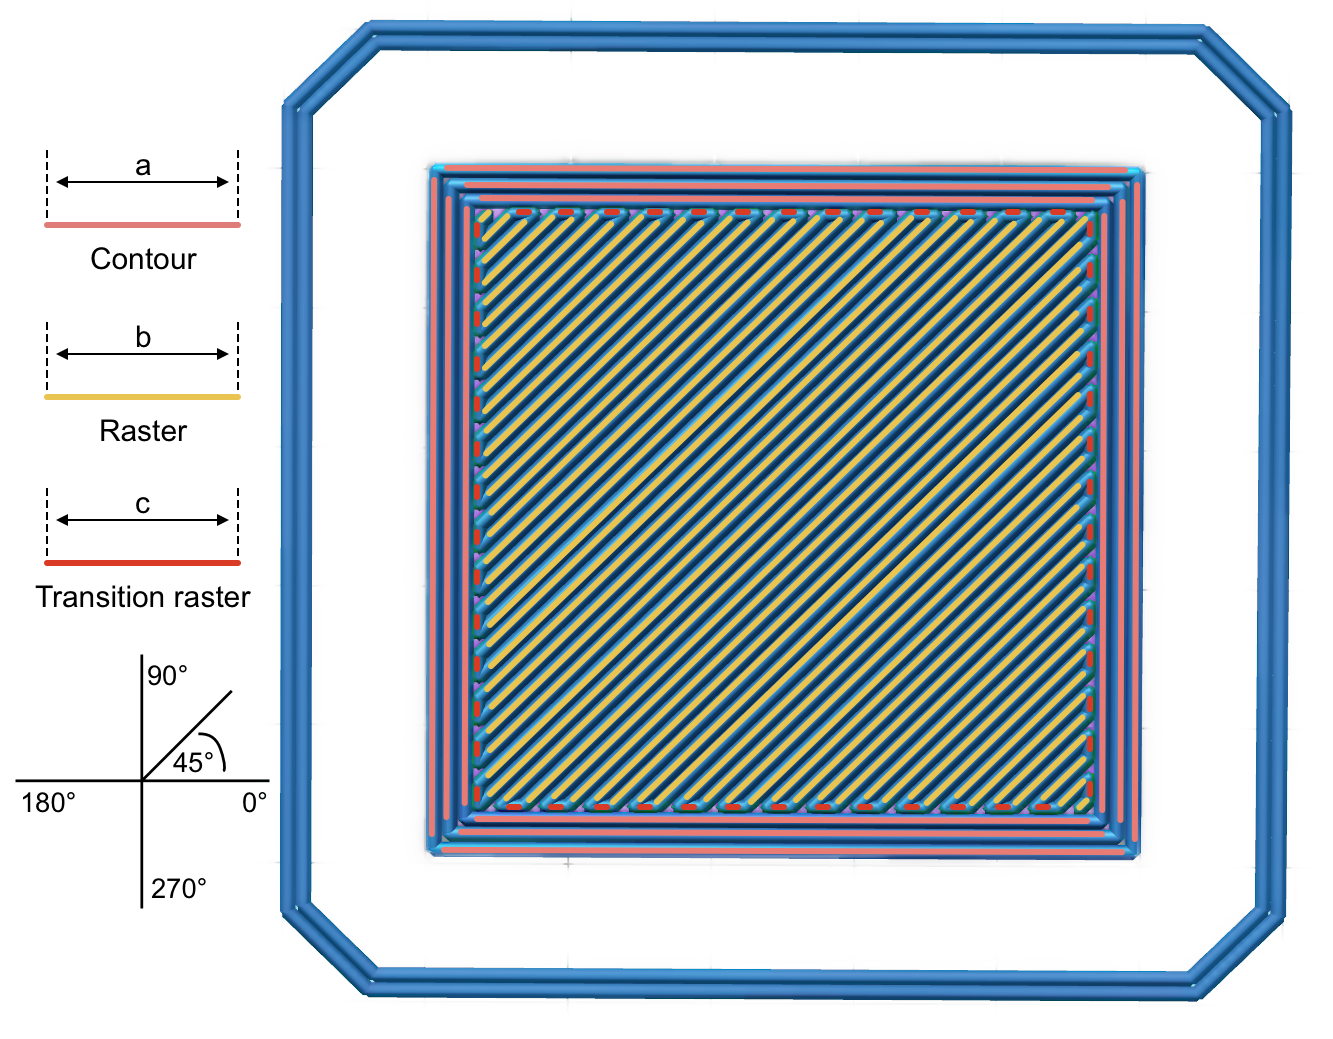 a
Contour
b
Raster
c
Transition raster
90°
45°
180°
0°
270°